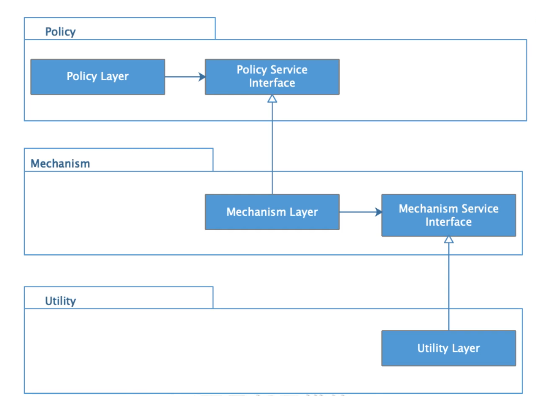 Policy
Policy Layer
Policy Service
Interface
Mechanism
Mechanism Layer
Mechanism Service
Interface
Utility
Utility Layer